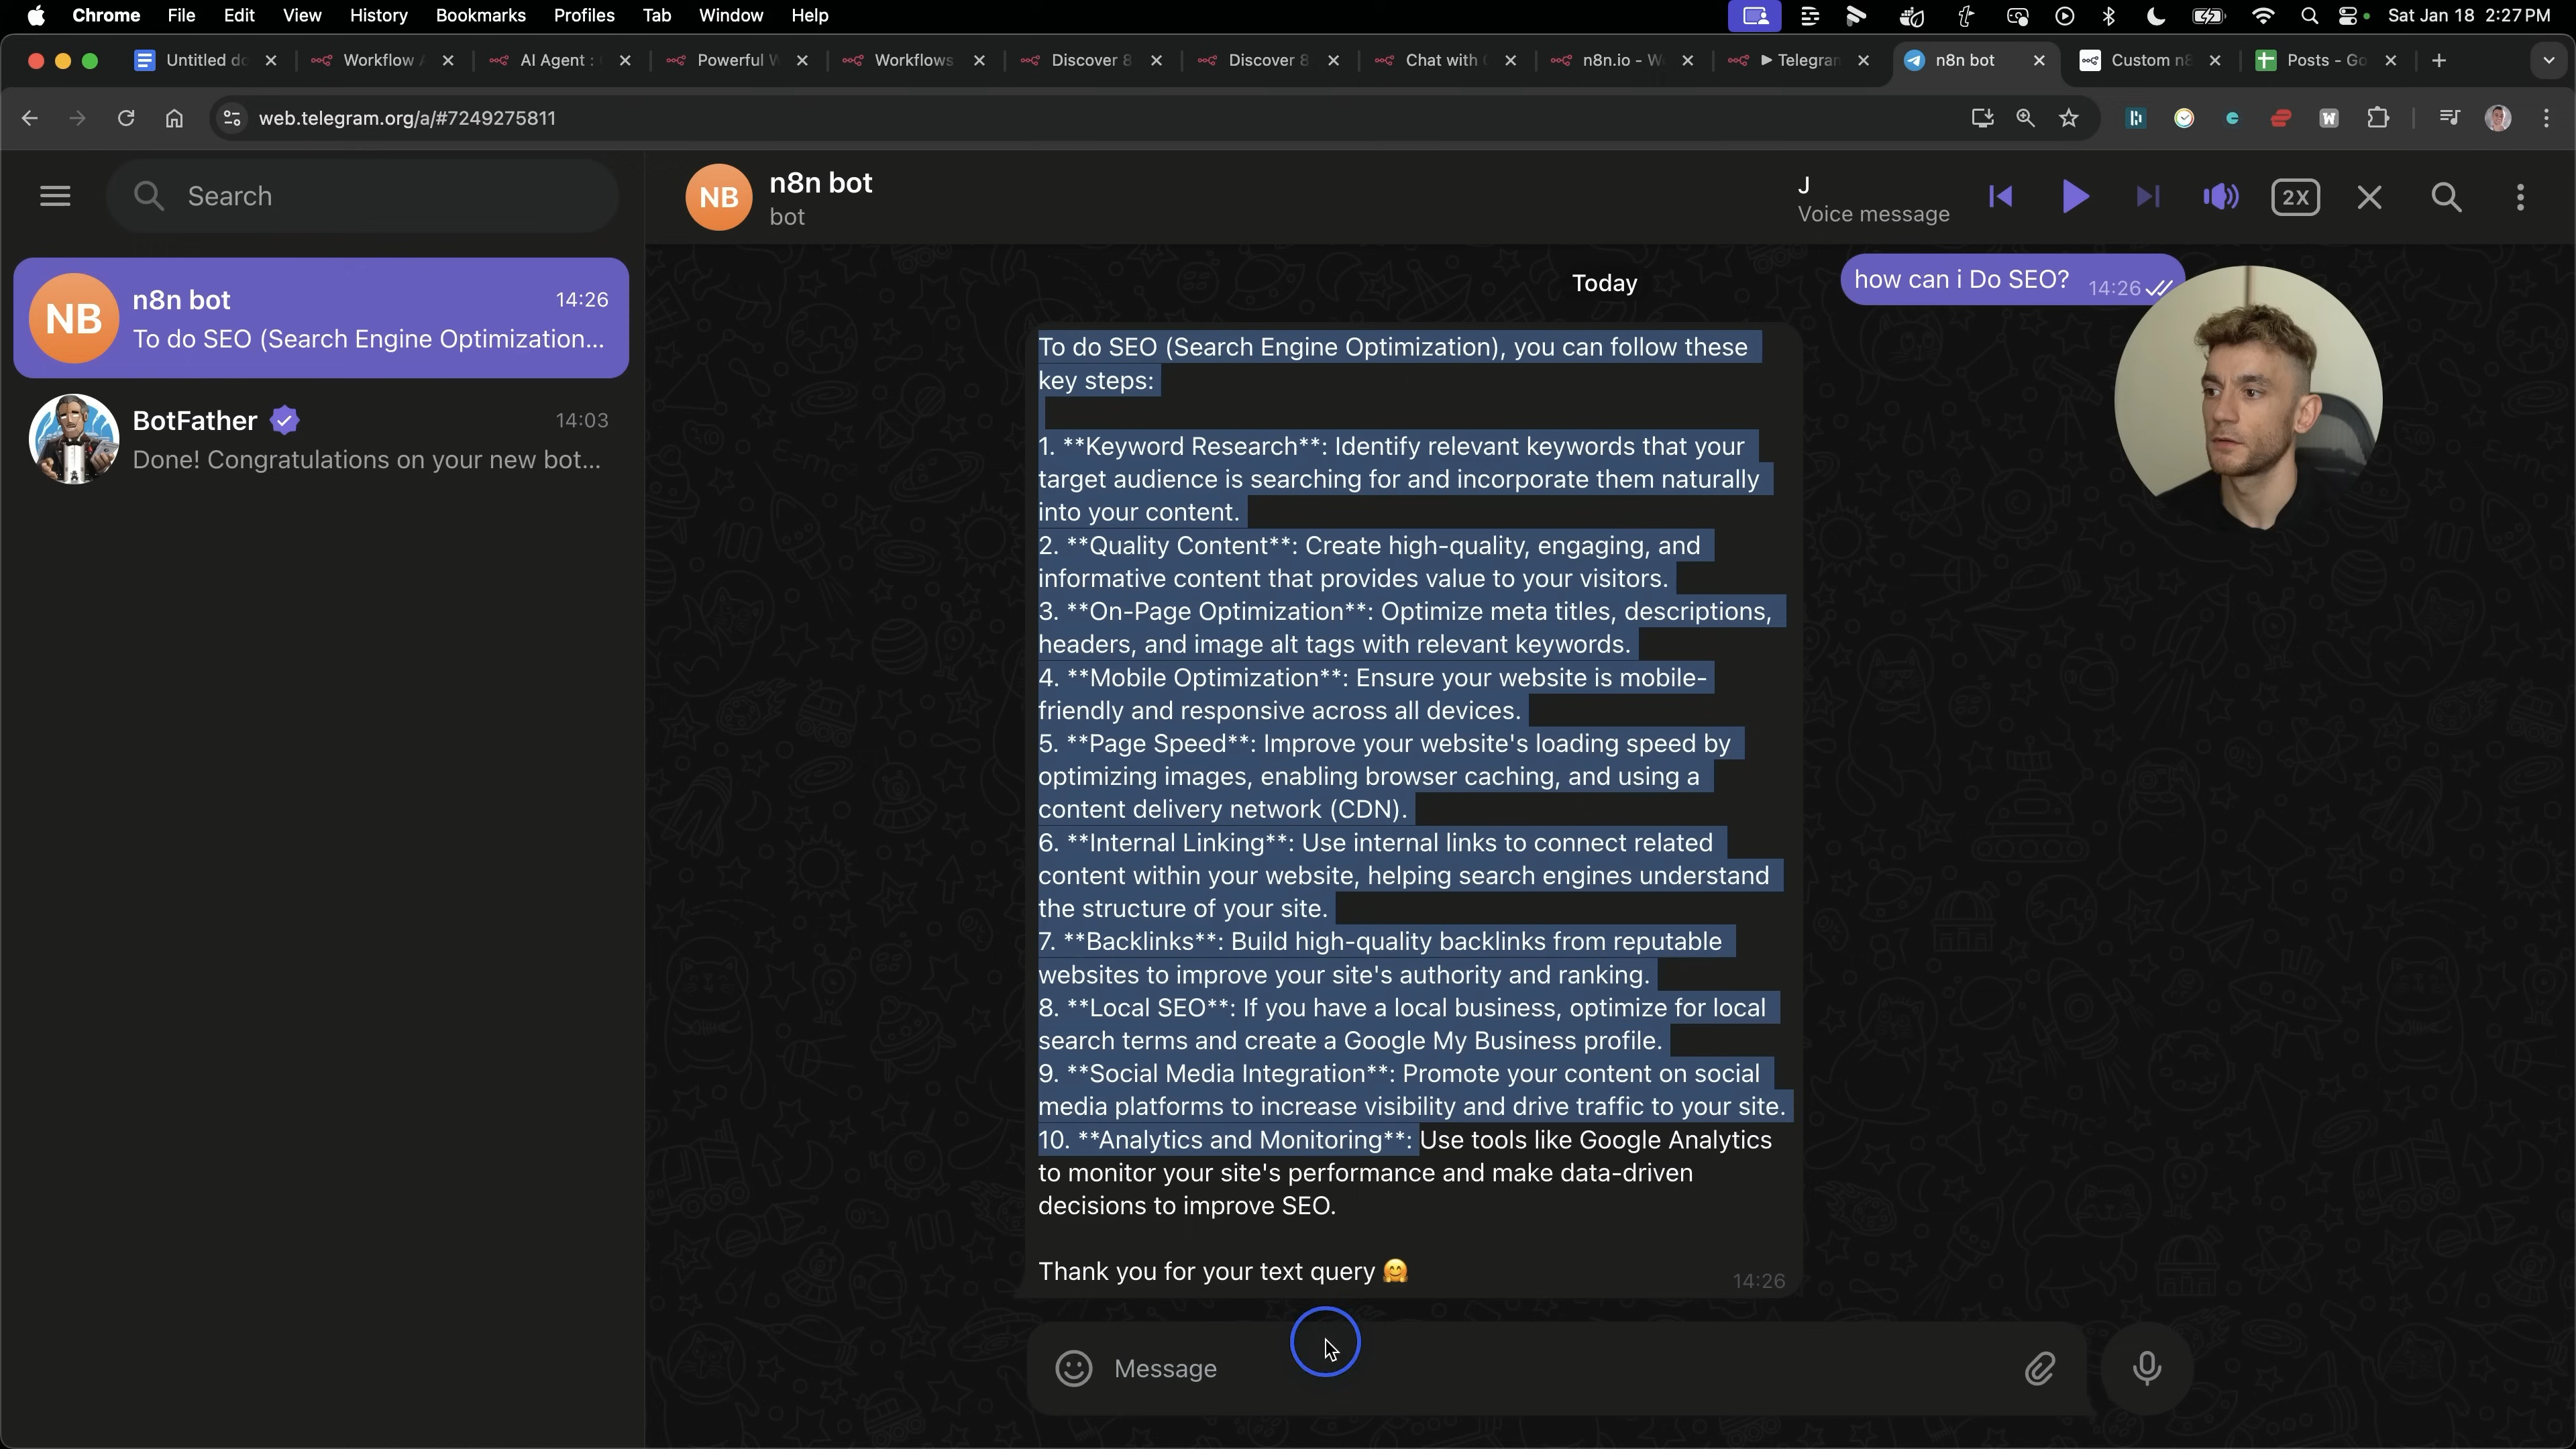 Chrome File Edit View History Bookmarks Profiles Tab Window Help Sat Jan 18 2:27 PM
Untitled do Workflow A AI Agent : Powerful W Workflows Discover 8 Discover 8 Chat with n8n.io - W Telegram n8n bot Custom n8 Posts - Go
web.telegram.org/a/#7249275811
Search
NB n8n bot 14:26
To do SEO (Search Engine Optimization...
BotFather 14:03
Done! Congratulations on your new bot...
NB n8n bot
bot
J
Voice message
2X
Today
how can i Do SEO? 14:26
To do SEO (Search Engine Optimization), you can follow these
key steps:
1. **Keyword Research**: Identify relevant keywords that your
target audience is searching for and incorporate them naturally
into your content.
2. **Quality Content**: Create high-quality, engaging, and
informative content that provides value to your visitors.
3. **On-Page Optimization**: Optimize meta titles, descriptions,
headers, and image alt tags with relevant keywords.
4. **Mobile Optimization**: Ensure your website is mobile-
friendly and responsive across all devices.
5. **Page Speed**: Improve your website's loading speed by
optimizing images, enabling browser caching, and using a
content delivery network (CDN).
6. **Internal Linking**: Use internal links to connect related
content within your website, helping search engines understand
the structure of your site.
7. **Backlinks**: Build high-quality backlinks from reputable
websites to improve your site's authority and ranking.
8. **Local SEO**: If you have a local business, optimize for local
search terms and create a Google My Business profile.
9. **Social Media Integration**: Promote your content on social
media platforms to increase visibility and drive traffic to your site.
10. **Analytics and Monitoring**: Use tools like Google Analytics
to monitor your site's performance and make data-driven
decisions to improve SEO.
Thank you for your text query 🤗
14:26
Message